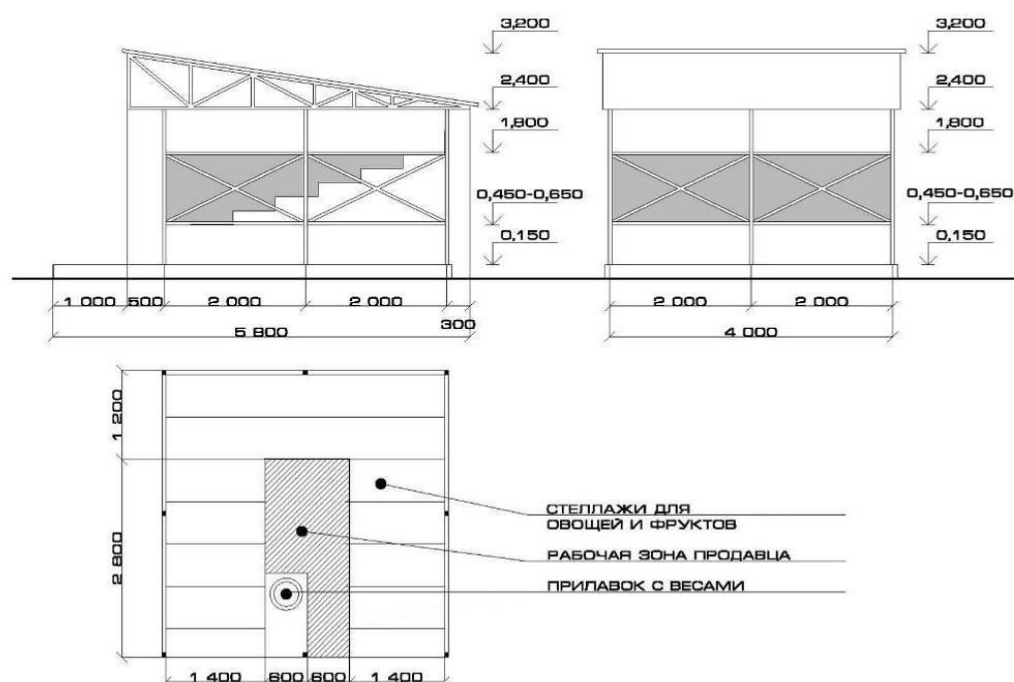 3,200
2,400
1,800
0,450-0,650
0,150
1 000 500 2 000 2 000
300
5 800
3,200
2,400
1,800
0,450-0,650
0,150
2 000 2 000
4 000
1 200
2 800
СТЕЛЛАЖИ ДЛЯ
ОВОЩЕЙ И ФРУКТОВ
РАБОЧАЯ ЗОНА ПРОДАВЦА
ПРИЛАВОК С ВЕСАМИ
1 400 600 600 1 400